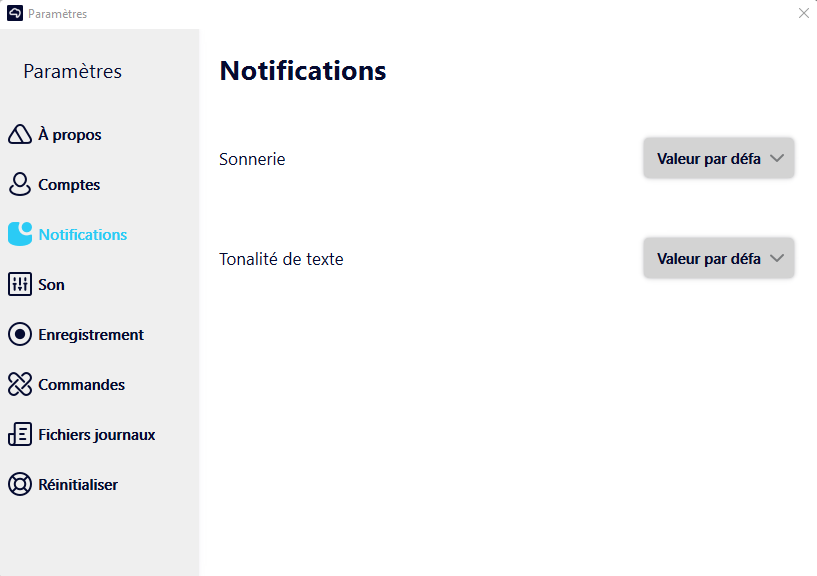 Paramètres
Paramètres
À propos
Comptes
Notifications
Son
Enregistrement
Commandes
Fichiers journaux
Réinitialiser
Notifications
Sonnerie
Valeur par défa
Tonalité de texte
Valeur par défa